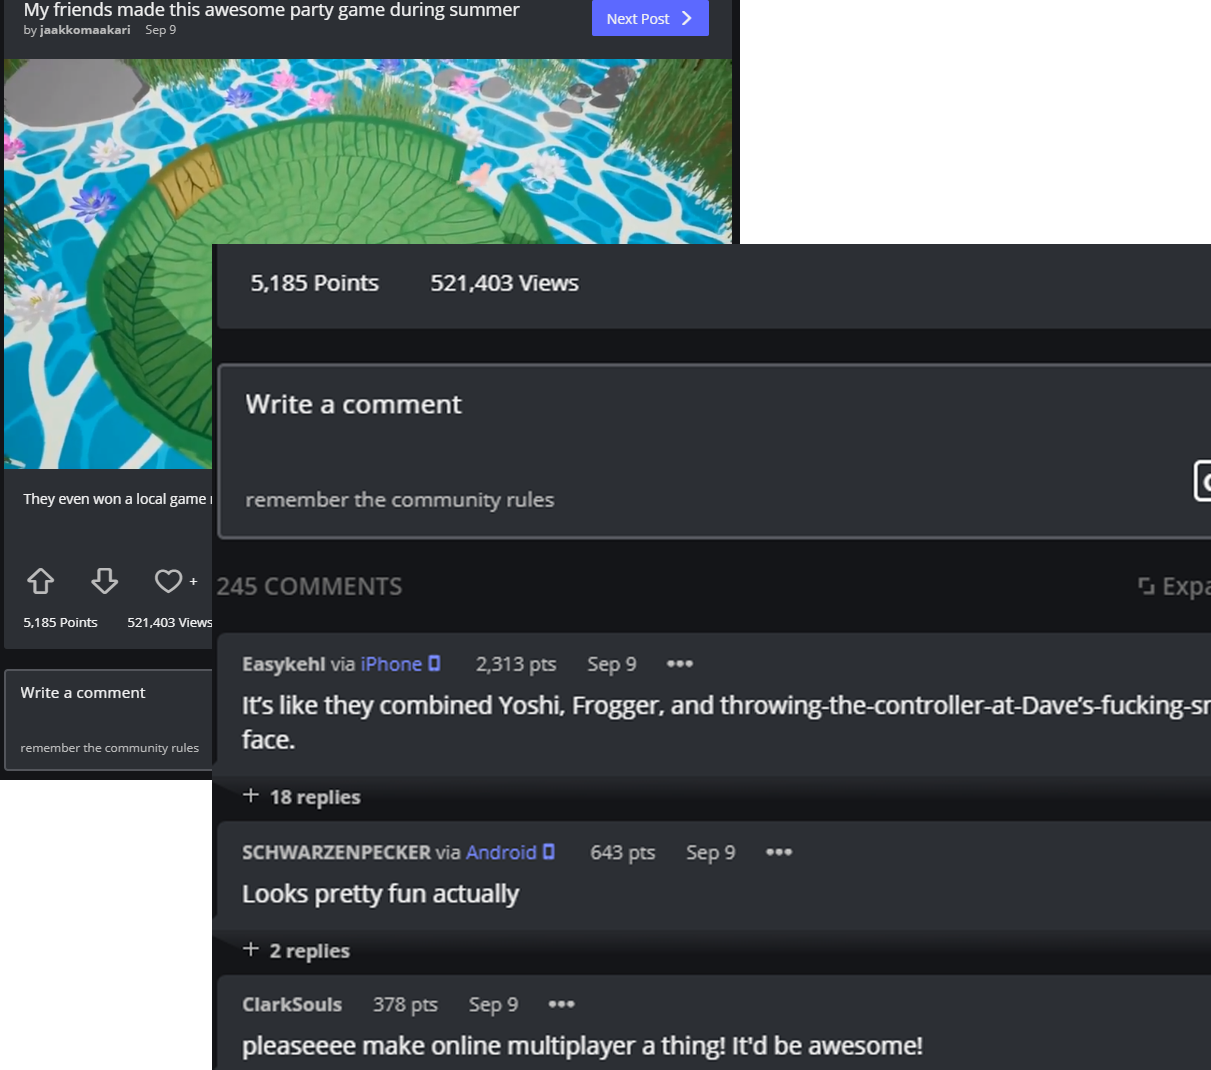 My friends made this awesome party game during summer
by jaakkomaakari Sep 9
Next Post
They even won a local game
+
5,185 Points 521,403 Views
Write a comment
remember the community rules
5,185 Points 521,403 Views
Write a comment
remember the community rules
245 COMMENTS
Easykehl via iPhone 2,313 pts Sep 9 •••
It's like they combined Yoshi, Frogger, and throwing-the-controller-at-Dave's-fucking-
face.
+ 18 replies
SCHWARZENPECKER via Android 643 pts Sep 9 •••
Looks pretty fun actually
+ 2 replies
ClarkSouls 378 pts Sep 9 •••
pleaseeee make online multiplayer a thing! It'd be awesome!